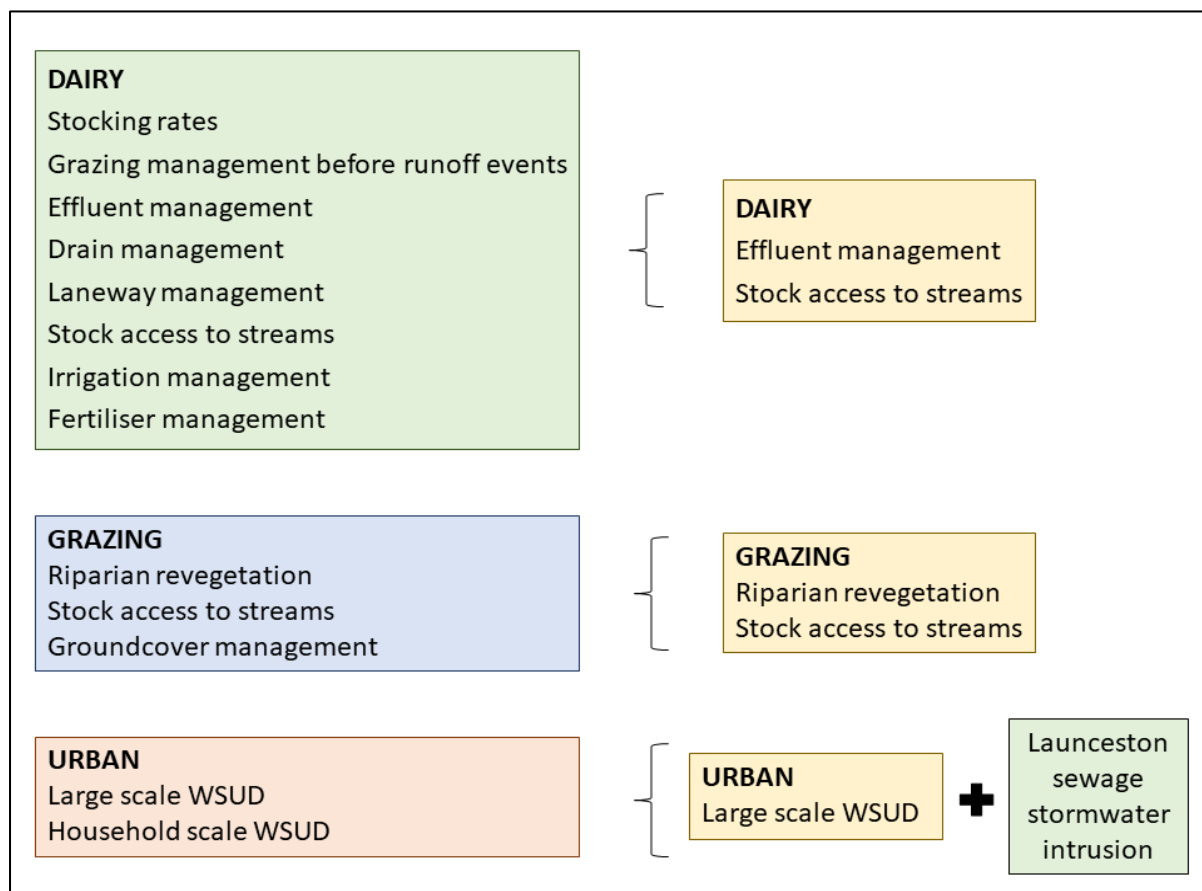 DAIRY
Stocking rates
Grazing management before runoff events
Effluent management
Drain management
Laneway management
Stock access to streams
Irrigation management
Fertiliser management
DAIRY
Effluent management
Stock access to streams
GRAZING
Riparian revegetation
Stock access to streams
Groundcover management
GRAZING
Riparian revegetation
Stock access to streams
URBAN
Large scale WSUD
Household scale WSUD
URBAN
Large scale WSUD
Launceston
sewage
stormwater
intrusion